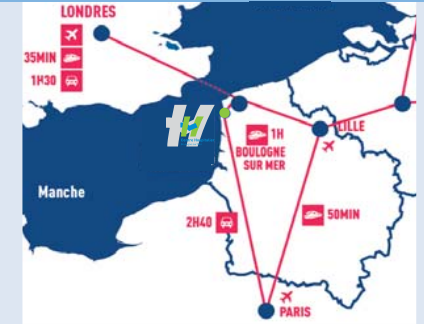 LONDRES
35MIN
1H30
LILLE
1H
BOULOGNE
SUR MER
Manche
2H40
50MIN
PARIS